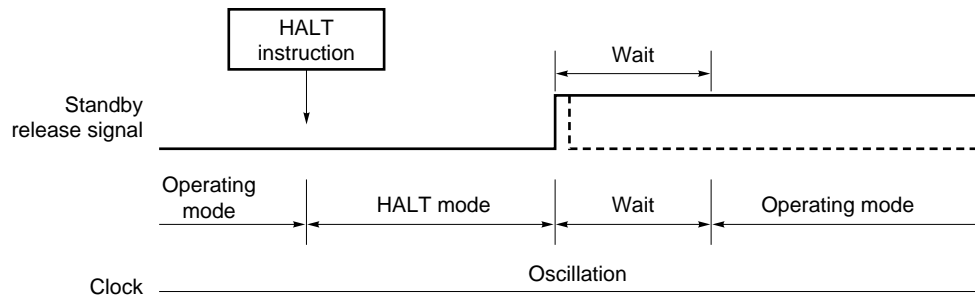 HALT
instruction
Wait
Standby
release signal
Operating
mode
HALT mode
Wait
Operating mode
Clock
Oscillation